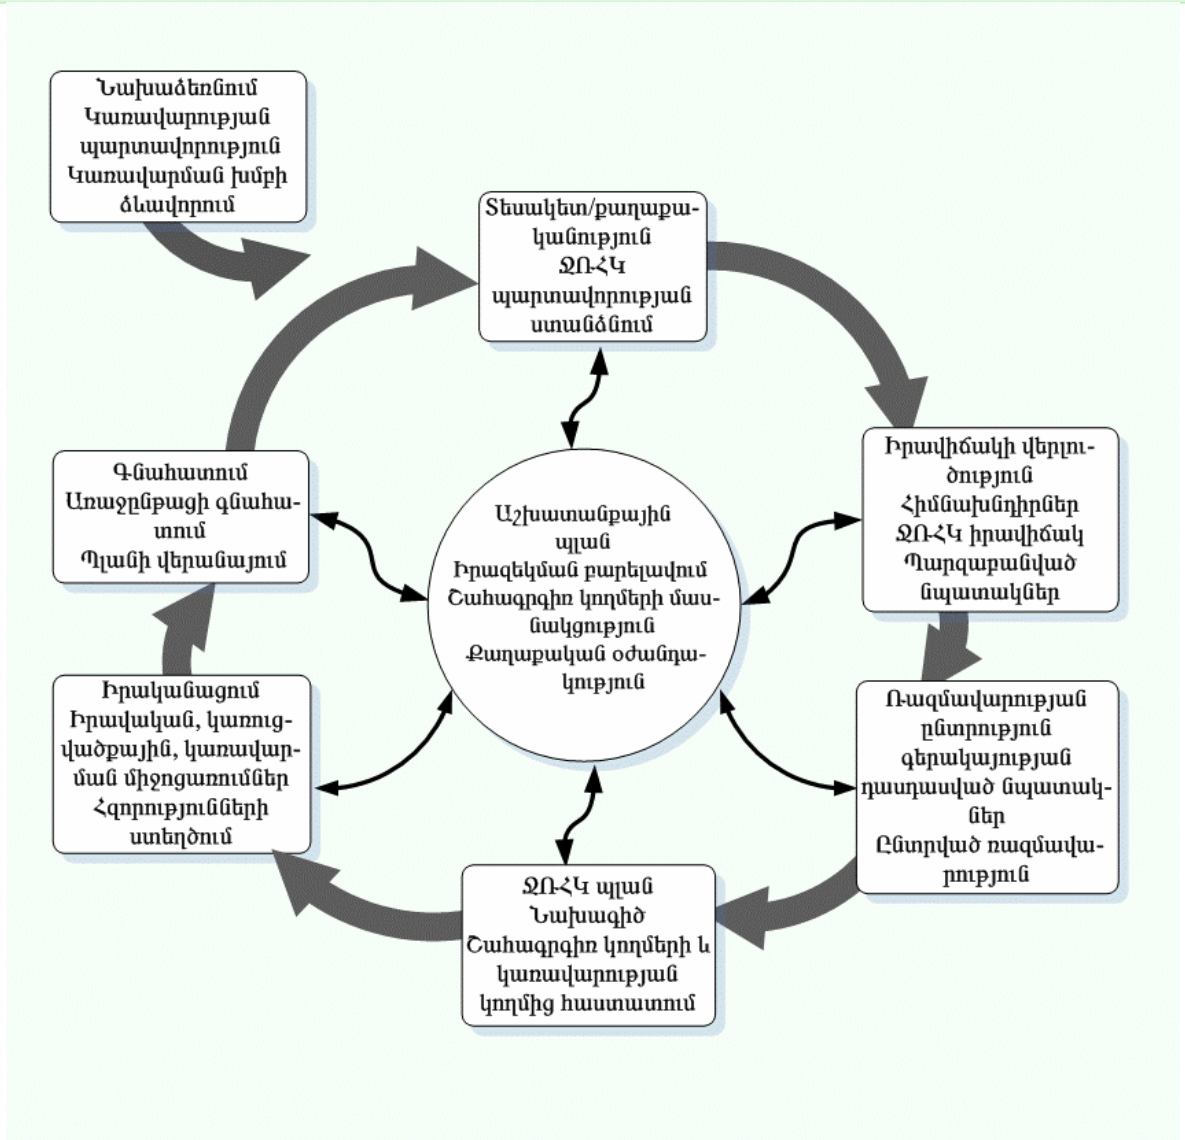 Նախաձեռնում
Կառավարության
պարտավորություն
Կառավարման խմբի
ձևավորում
Տեսակետ/քաղաքա-
կանություն
ՋՌՀԿ
պարտավորության
ստանձնում
Իրավիճակի վերլու-
ծություն
Հիմնախնդիրներ
ՋՌՀԿ իրավիճակ
Պարզաբանված
նպատակներ
Ռազմավարության
ընտրություն
գերակայության
դասդասված նպատակ-
ներ
Ընտրված ռազմավա-
րություն
ՋՌՀԿ պլան
Նախագիծ
Շահագրգիռ կողմերի և
կառավարության
կողմից հաստատում
Իրականացում
Իրավական, կառուց-
վածքային, կառավար-
ման միջոցառումներ
Հզորությունների
ստեղծում
Գնահատում
Առաջընթացի գնահա-
տում
Պլանի վերանայում
Աշխատանքային
պլան
Իրազեկման բարելավում
Շահագրգիռ կողմերի մաս-
նակցություն
Քաղաքական օժանդա-
կություն